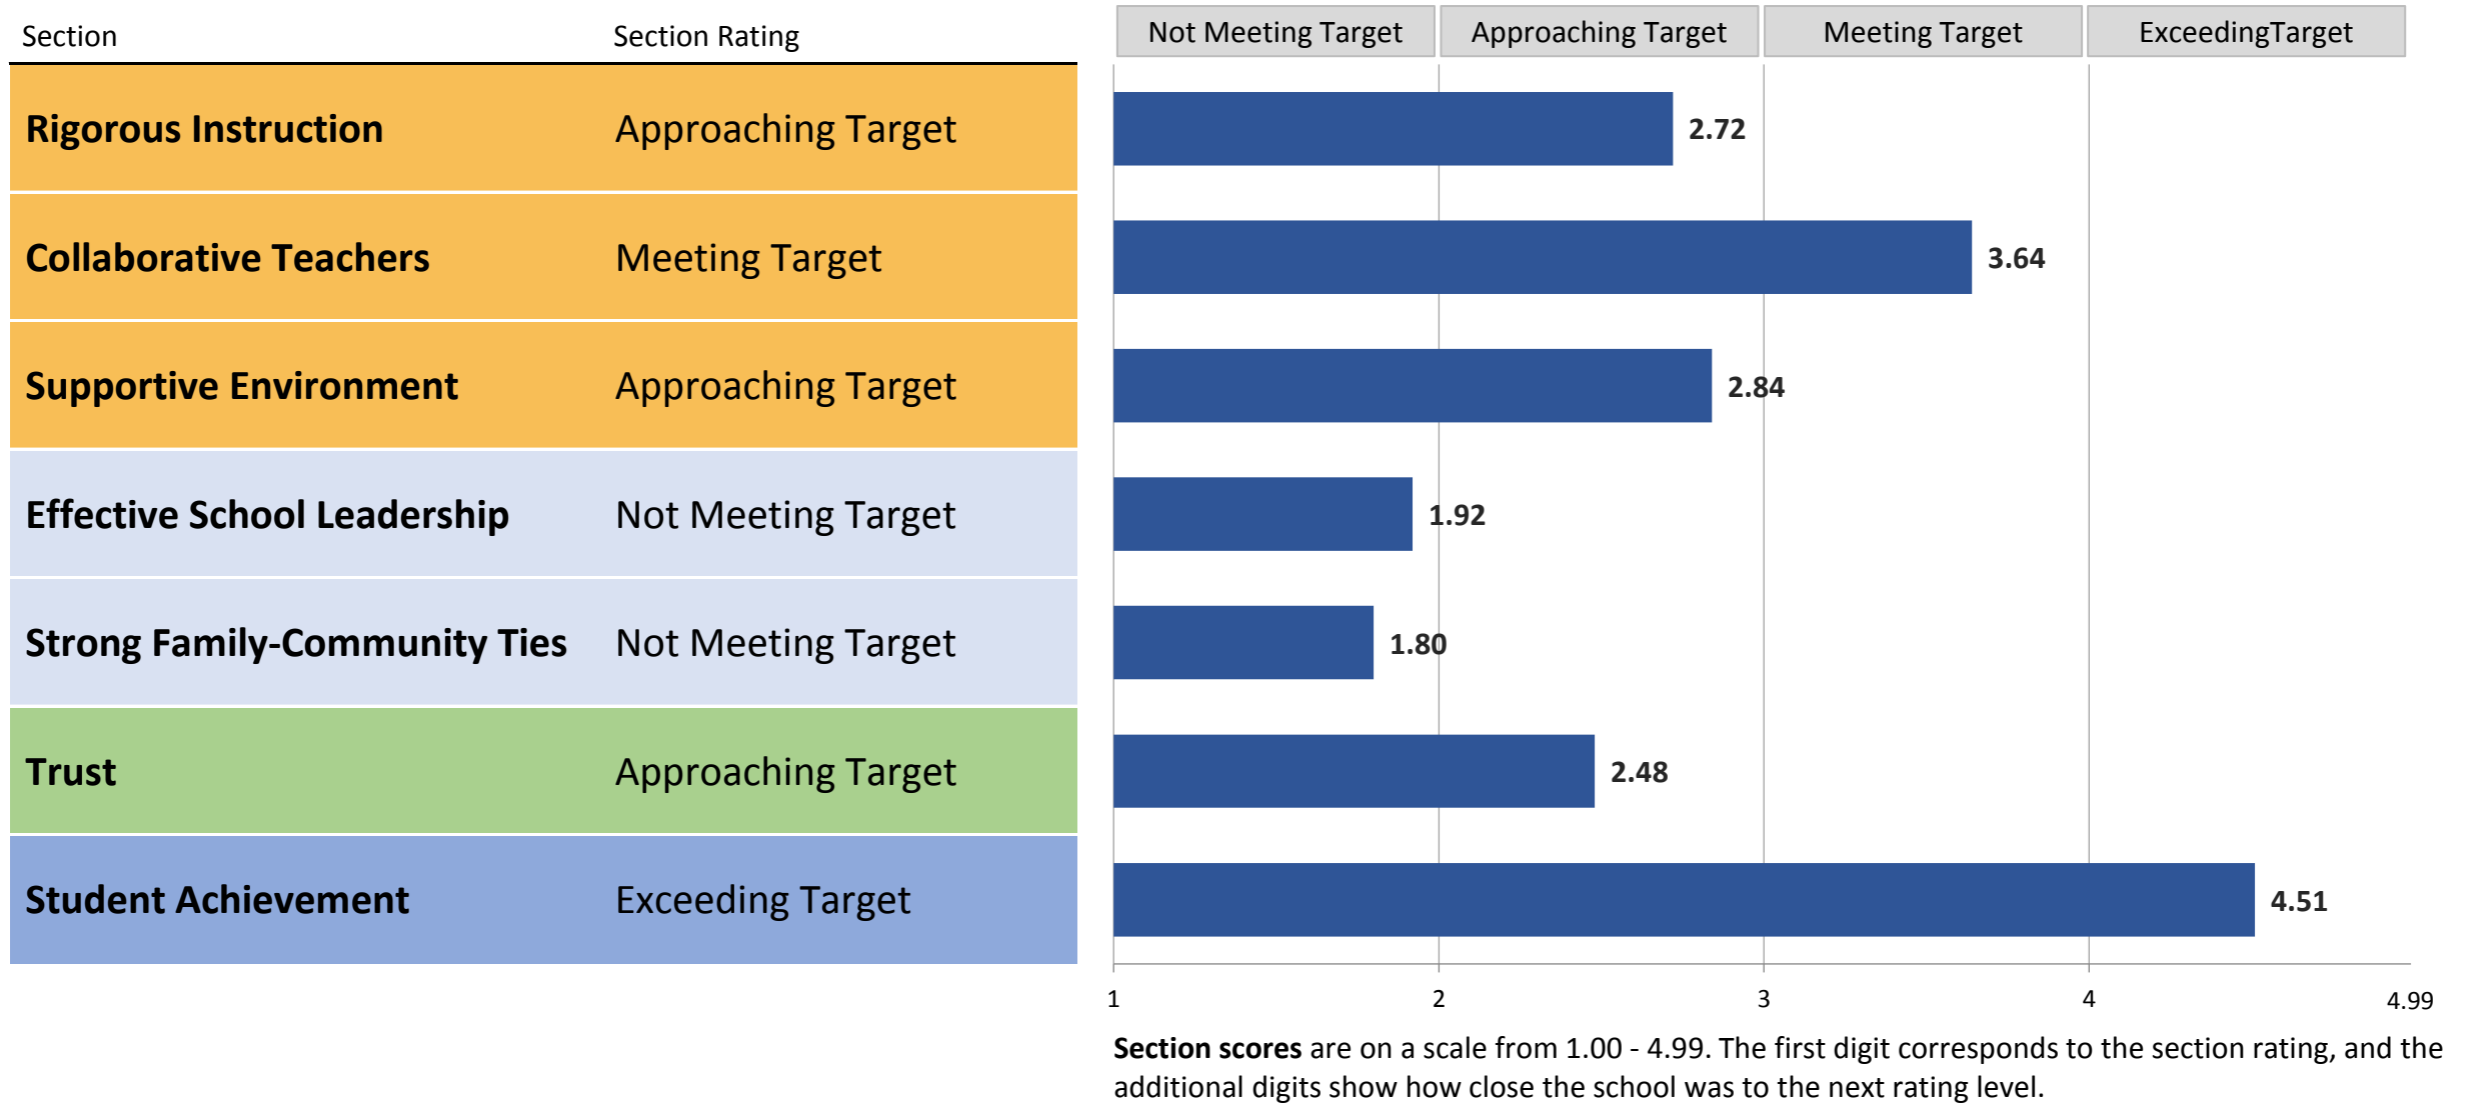 Section Section Rating Not Meeting Target Approaching Target Meeting Target ExceedingTarget
Rigorous Instruction Approaching Target 2.72
Collaborative Teachers Meeting Target 3.64
Supportive Environment Approaching Target 2.84
Effective School Leadership Not Meeting Target 1.92
Strong Family-Community Ties Not Meeting Target 1.80
Trust Approaching Target 2.48
Student Achievement Exceeding Target 4.51
1 2 3 4 4.99
Section scores are on a scale from 1.00 - 4.99. The first digit corresponds to the section rating, and the
additional digits show how close the school was to the next rating level.